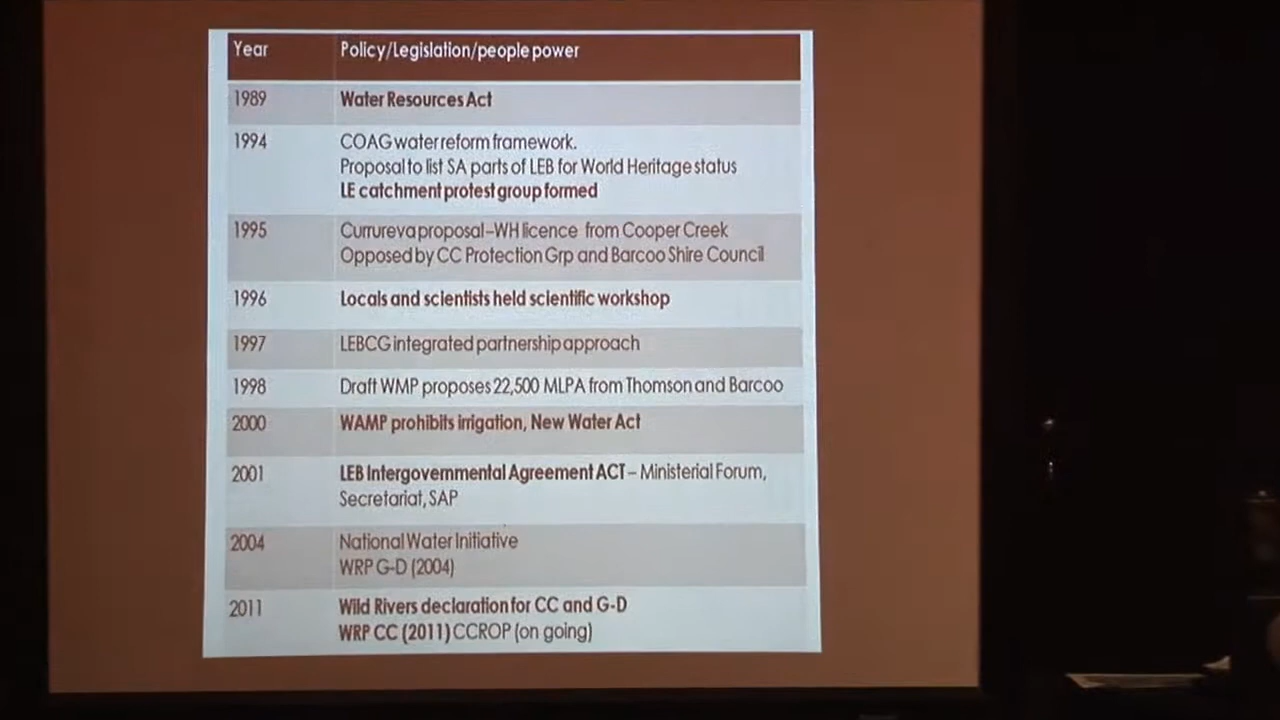 Year Policy/Legislation/people power
1989 Water Resources Act
1994 COAG water reform framework.
Proposal to list SA parts of LEB for World Heritage status
LE catchment protest group formed
1995 Currureva proposal–WH licence from Cooper Creek
Opposed by CC Protection Grp and Barcoo Shire Council
1996 Locals and scientists held scientific workshop
1997 LEBCG integrated partnership approach
1998 Draft WMP proposes 22,500 MLPA from Thomson and Barcoo
2000 WAMP prohibits irrigation, New Water Act
2001 LEB Intergovernmental Agreement ACT – Ministerial Forum,
Secretariat, SAP
2004 National Water Initiative
WRP G-D (2004)
2011 Wild Rivers declaration for CC and G-D
WRP CC (2011) CCROP (on going)